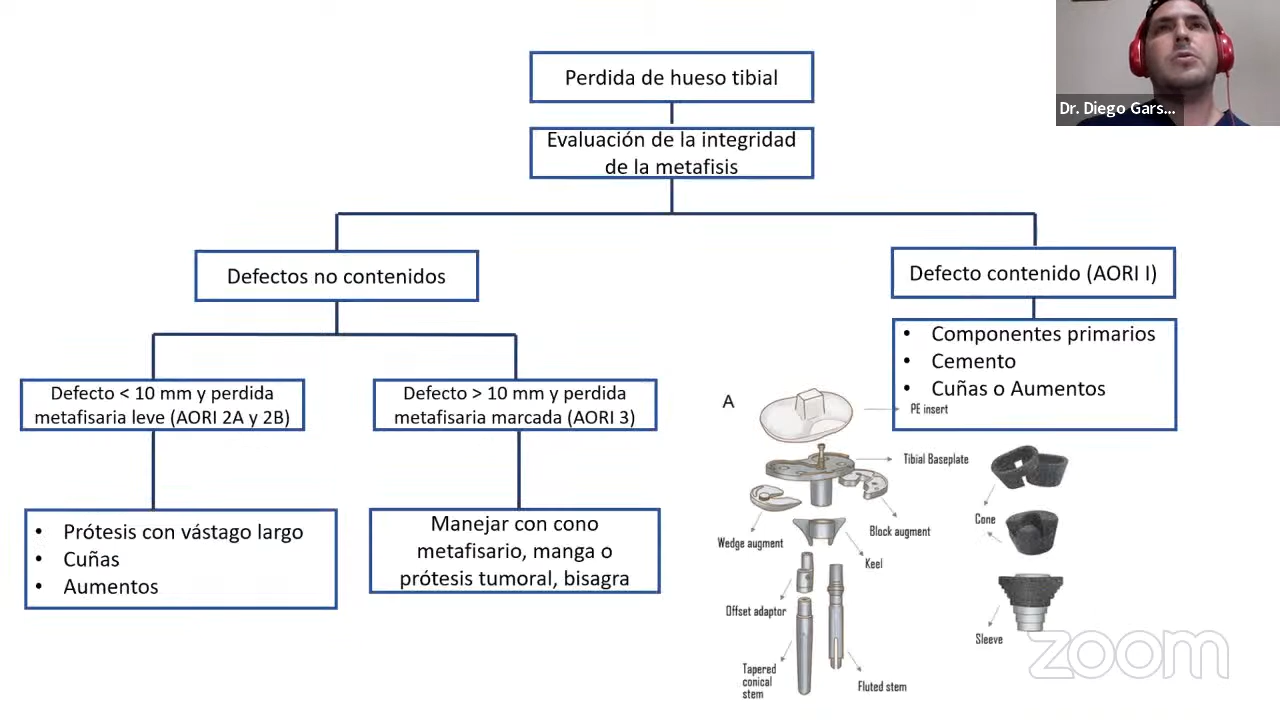 Perdida de hueso tibial
Evaluación de la integridad
de la metafisis
Defectos no contenidos
Defecto contenido (AORI I)
• Componentes primarios
• Cemento
• Cuñas o Aumentos
Defecto < 10 mm y perdida
metafisaria leve (AORI 2A y 2B)
Defecto > 10 mm y perdida
metafisaria marcada (AORI 3)
• Prótesis con vástago largo
• Cuñas
• Aumentos
Manejar con cono
metafisario, manga o
prótesis tumoral, bisagra
A
PE insert
Tibial Baseplate
Wedge augment
Block augment
Keel
Offset adaptor
Tapered
conical
stem
Fluted stem
Cone
Sleeve
Dr. Diego Gars...
zoom